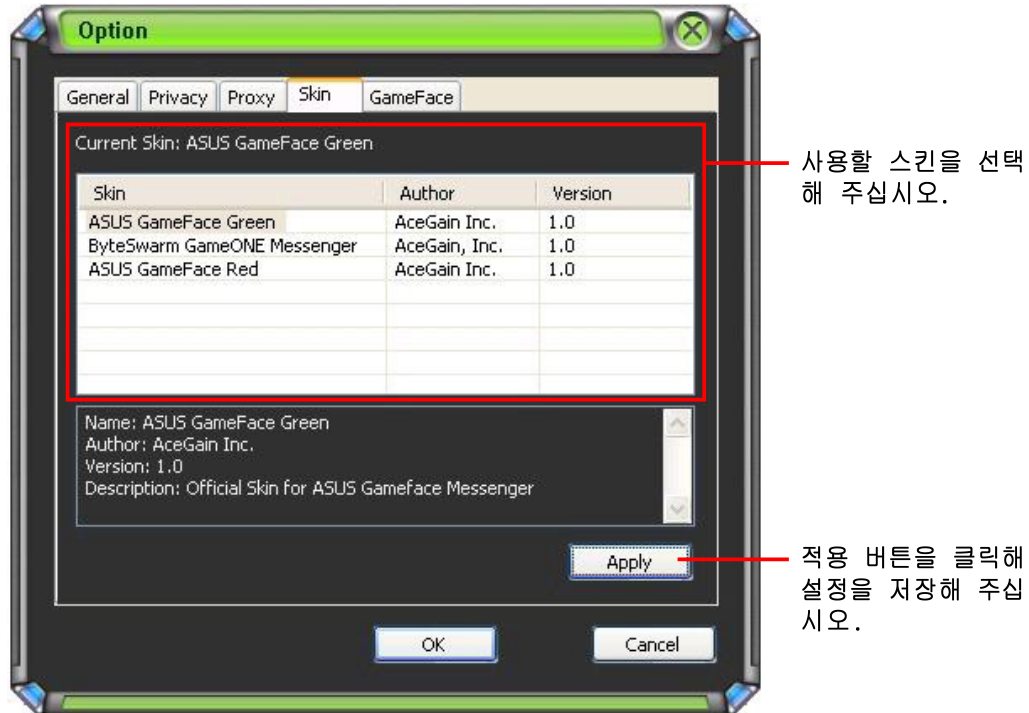 Option
General Privacy Proxy Skin GameFace
Current Skin: ASUS GameFace Green
Skin Author Version
ASUS GameFace Green AceGain Inc. 1.0
ByteSwarm GameONE Messenger AceGain, Inc. 1.0
ASUS GameFace Red AceGain Inc. 1.0
사용할 스킨을 선택
해 주십시오.
Name: ASUS GameFace Green
Author: AceGain Inc.
Version: 1.0
Description: Official Skin for ASUS Gameface Messenger
Apply
적용 버튼을 클릭해
설정을 저장해 주십
시오.
OK Cancel